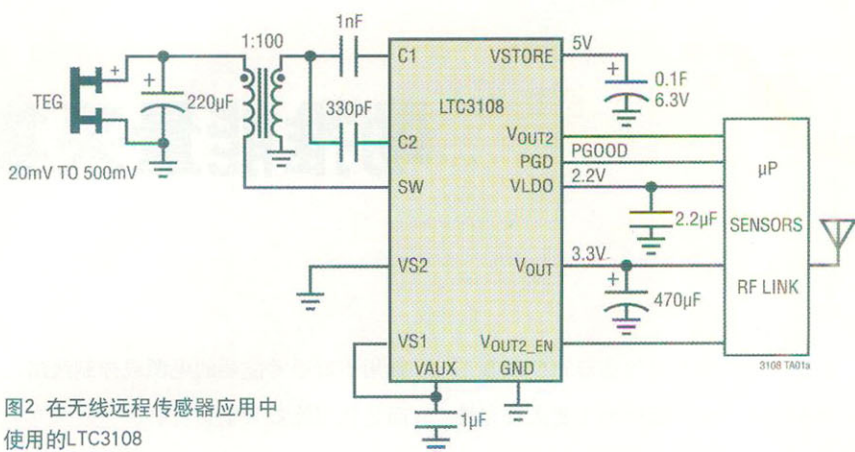 1nF
1:100
C1
VSTORE
5V
+
+
+
0.1F
6.3V
TEG
220μF
330pF
LTC3108
C2
VOUT2
PGD
PGOOD
μP
20mV TO 500mV
SW
VLDO
2.2V
2.2μF
SENSORS
VS2
VOUT
3.3V
+
470μF
RF LINK
VS1
VOUT2_EN
VAUX
GND
3108 TA01a
1μF
图2 在无线远程传感器应用中
使用的LTC3108